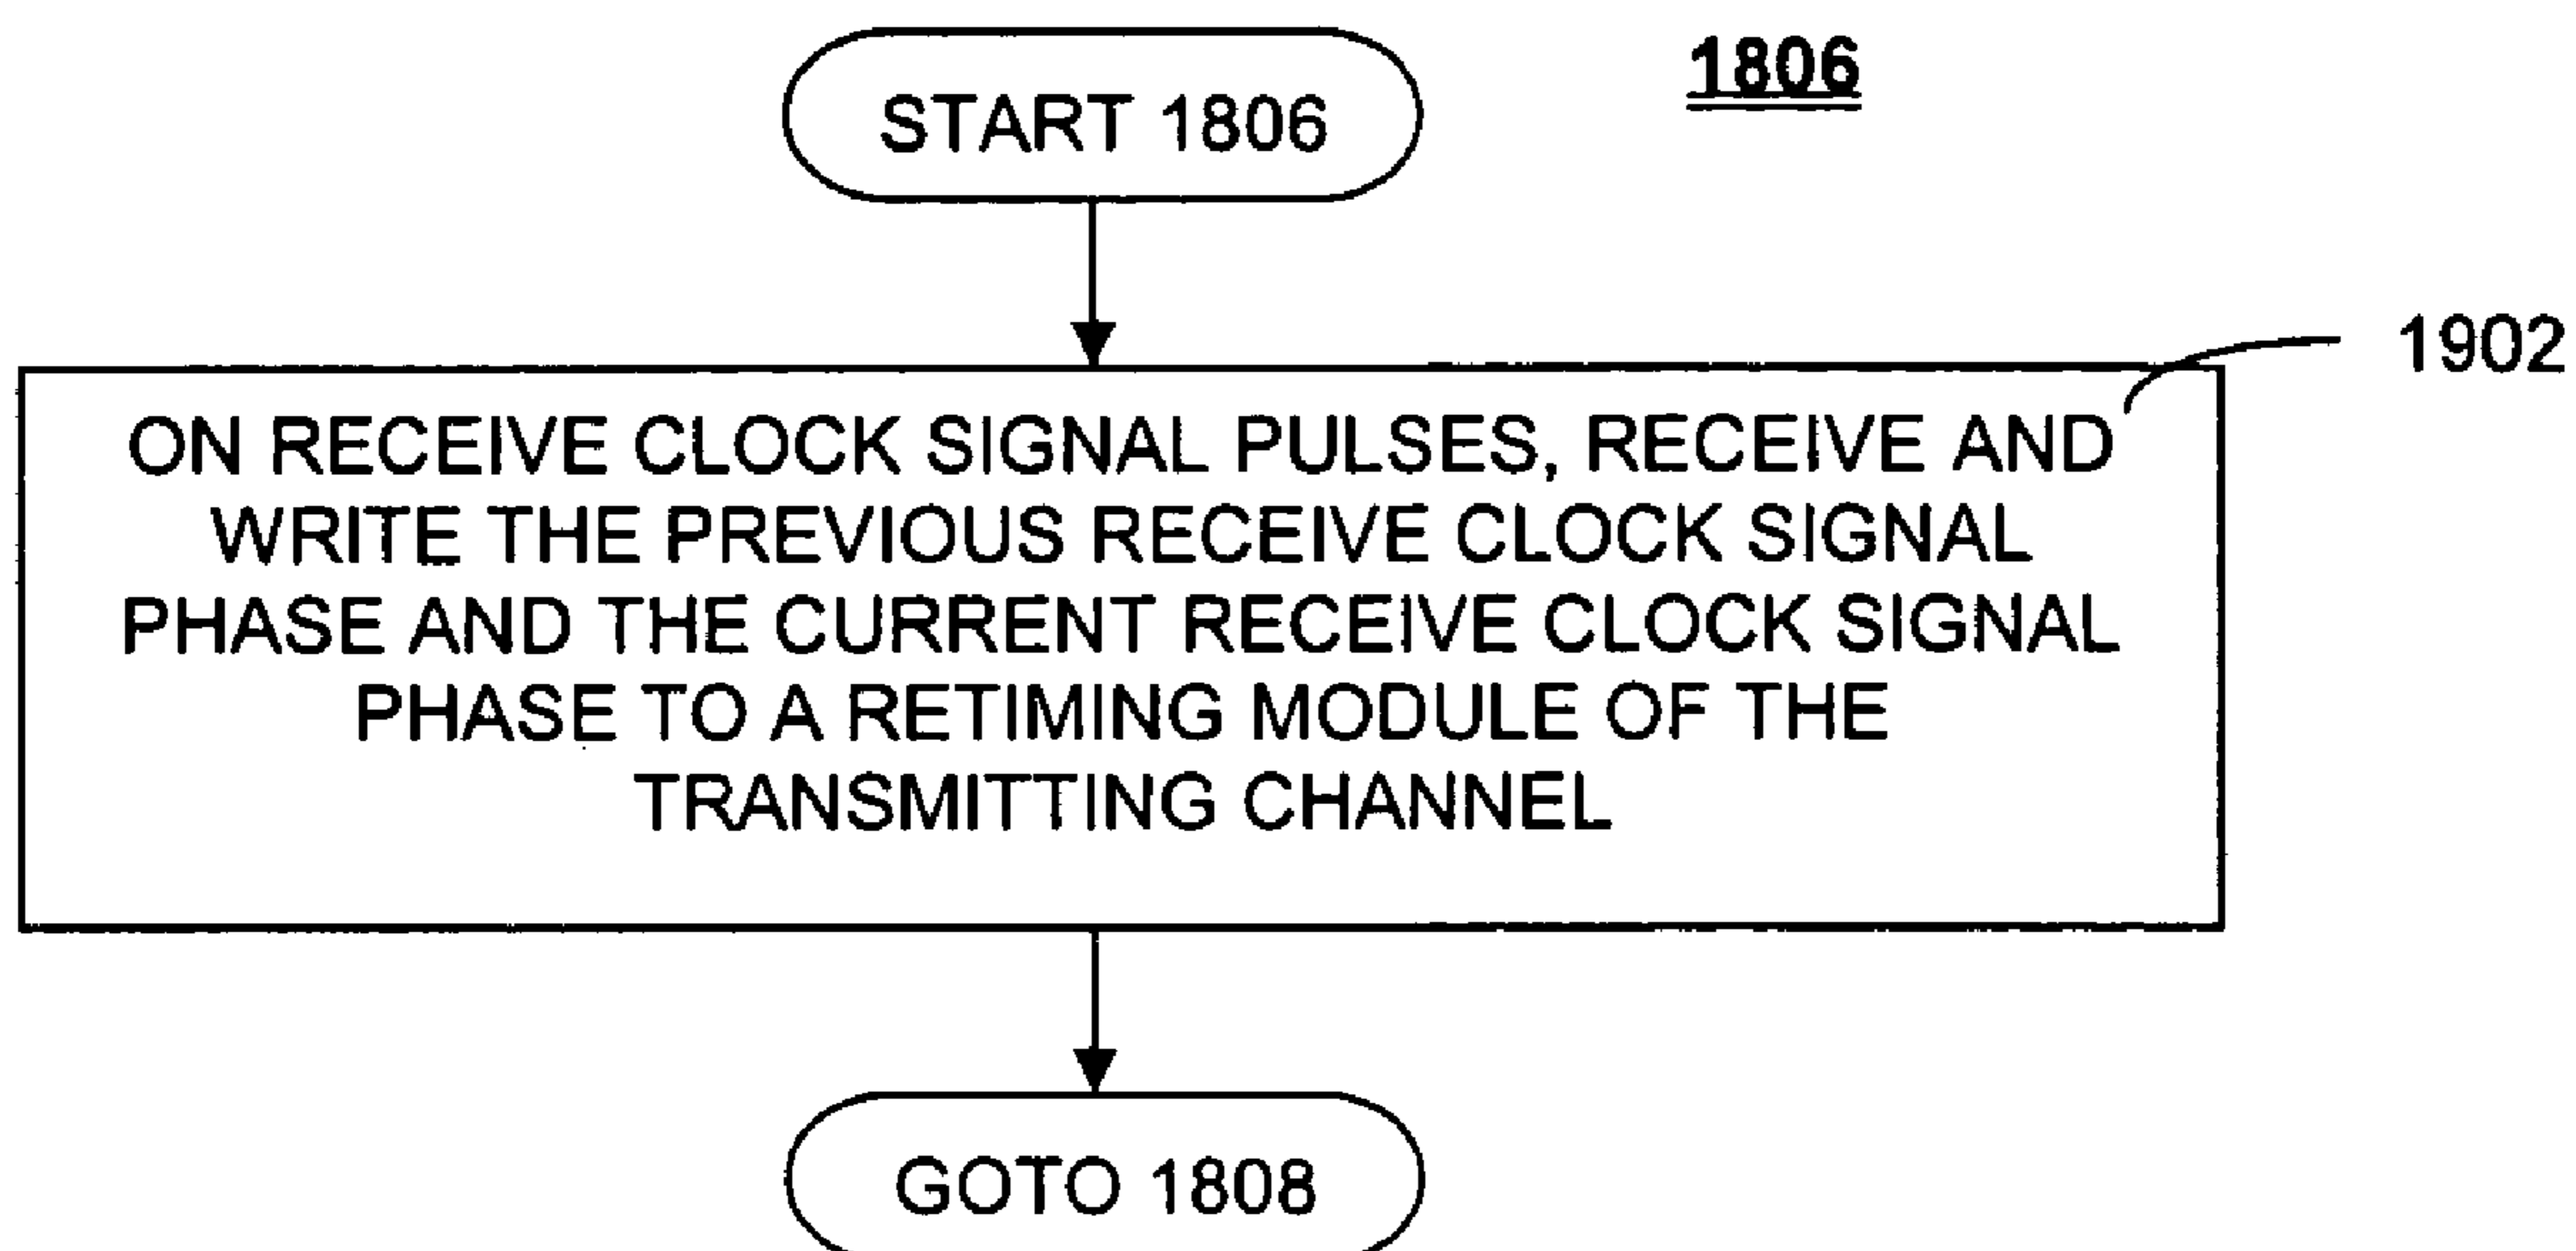 START 1806
1806
1902
ON RECEIVE CLOCK SIGNAL PULSES, RECEIVE AND
WRITE THE PREVIOUS RECEIVE CLOCK SIGNAL
PHASE AND THE CURRENT RECEIVE CLOCK SIGNAL
PHASE TO A RETIMING MODULE OF THE
TRANSMITTING CHANNEL
GOTO 1808